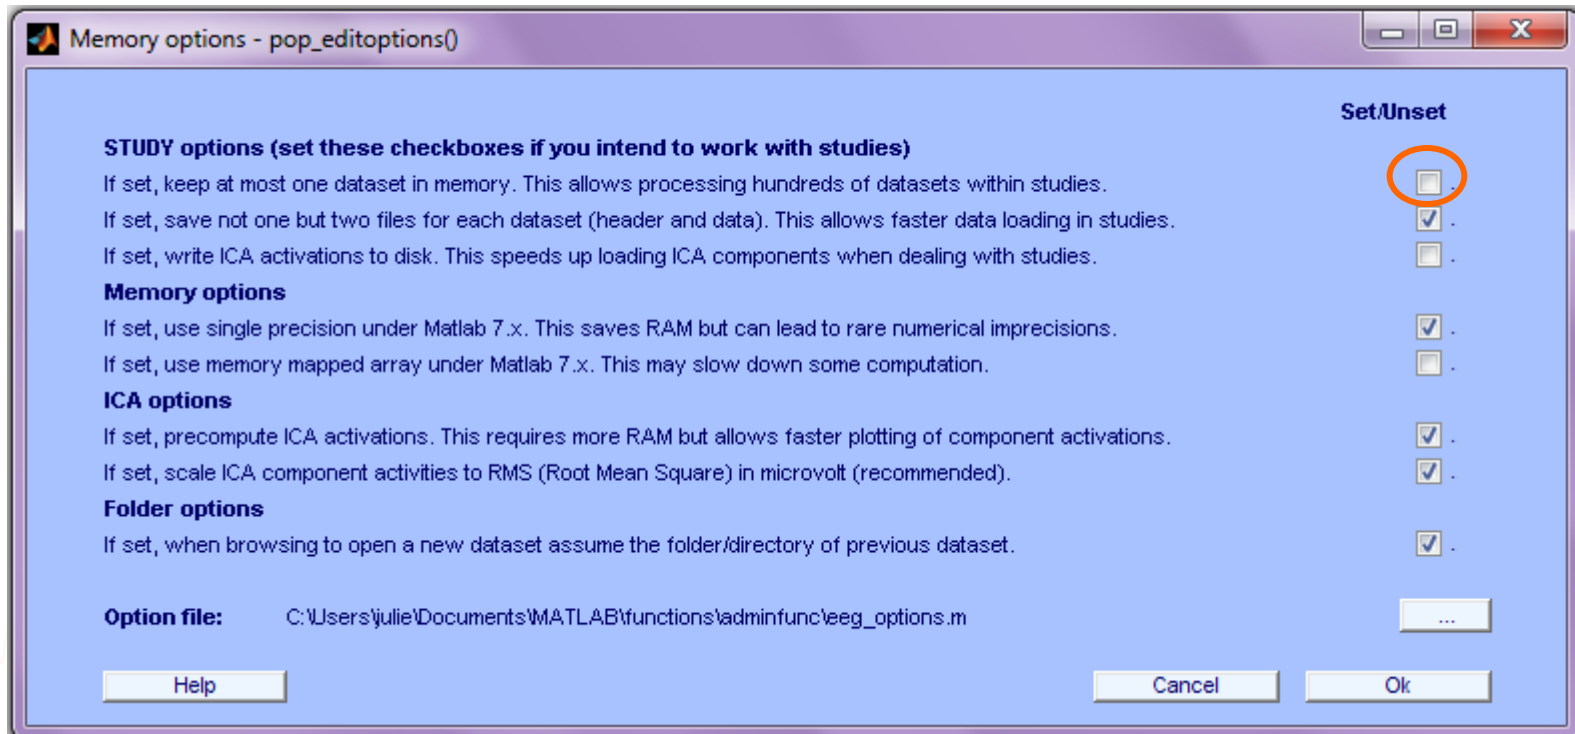 Memory options - pop_editoptions()
Set/Unset
STUDY options (set these checkboxes if you intend to work with studies)
If set, keep at most one dataset in memory. This allows processing hundreds of datasets within studies. .
If set, save not one but two files for each dataset (header and data). This allows faster data loading in studies. .
If set, write ICA activations to disk. This speeds up loading ICA components when dealing with studies. .
Memory options
If set, use single precision under Matlab 7.x. This saves RAM but can lead to rare numerical imprecisions. .
If set, use memory mapped array under Matlab 7.x. This may slow down some computation. .
ICA options
If set, precompute ICA activations. This requires more RAM but allows faster plotting of component activations. .
If set, scale ICA component activities to RMS (Root Mean Square) in microvolt (recommended). .
Folder options
If set, when browsing to open a new dataset assume the folder/directory of previous dataset. .
Option file: C:\Users\julie\Documents\MATLAB\functions\adminfunc\eeg_options.m ...
Help Cancel Ok